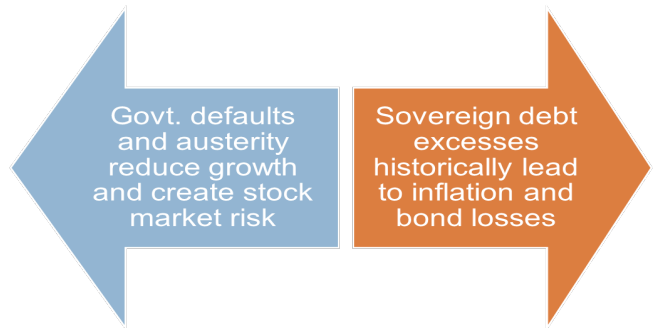 Govt. defaults
and austerity
reduce growth
and create stock
market risk
Sovereign debt
excesses
historically lead
to inflation and
bond losses